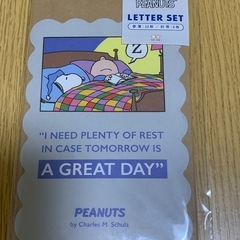 PEANUTS
LETTER SET
Z
"I NEED PLENTY OF REST
IN CASE TOMORROW IS
A GREAT DAY"
PEANUTS
by Charles M. Schulz